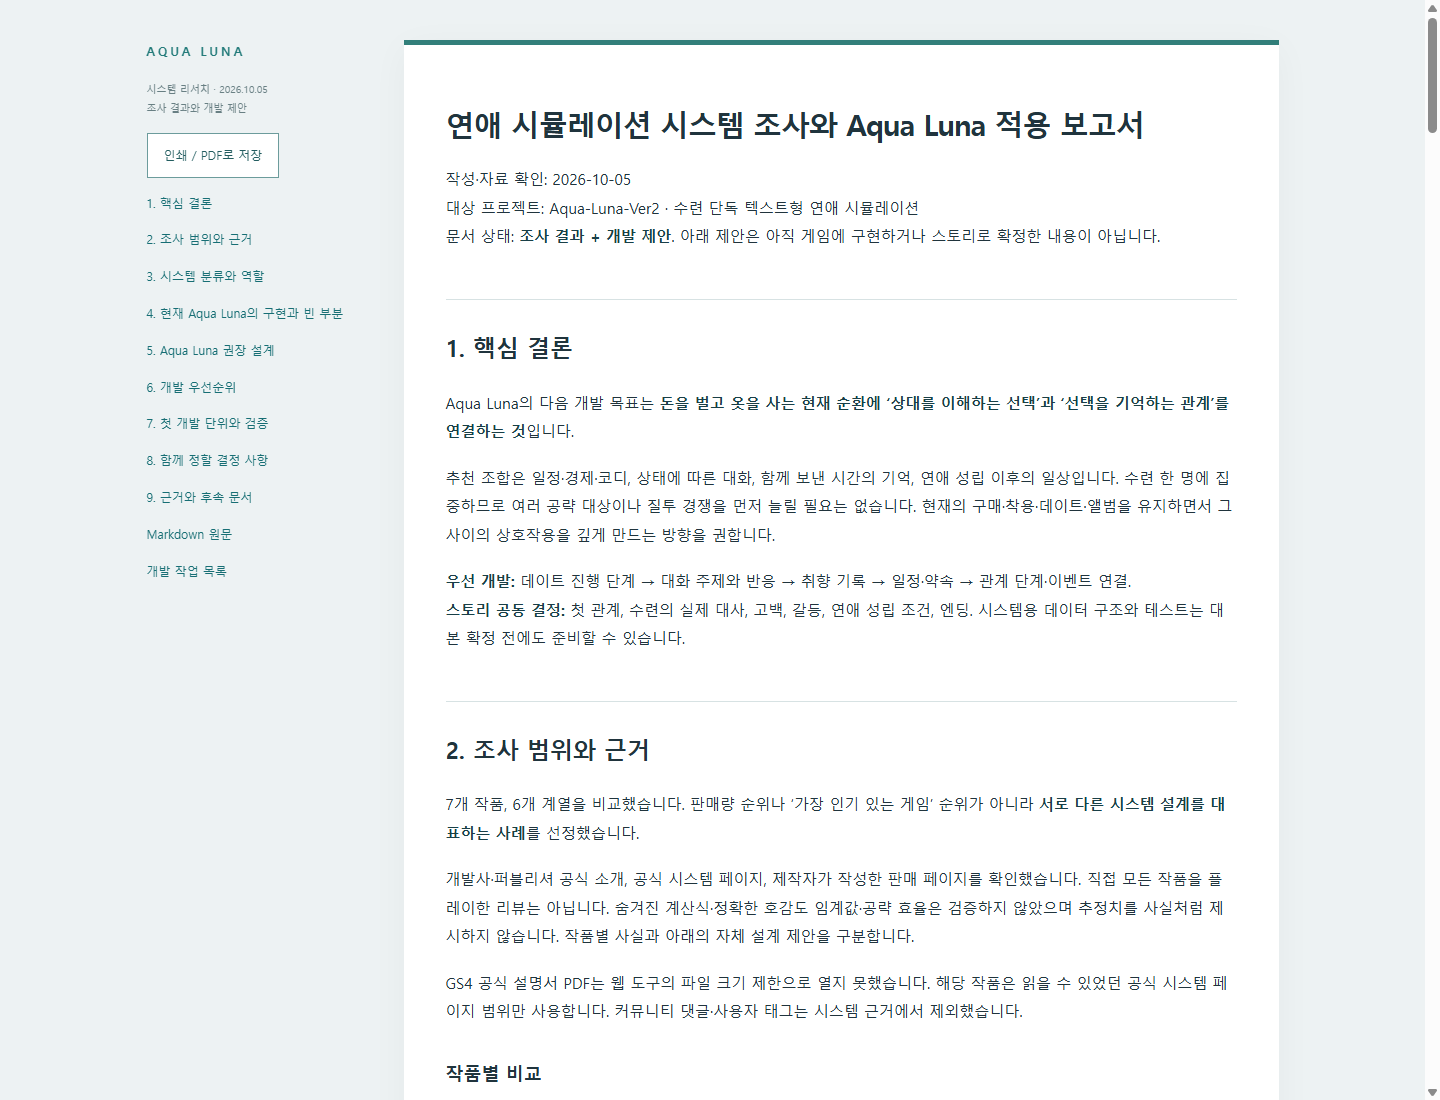 AQUA LUNA
시스템 리서치 · 2026.10.05
조사 결과와 개발 제안
인쇄 / PDF로 저장
1. 핵심 결론
2. 조사 범위와 근거
3. 시스템 분류와 역할
4. 현재 Aqua Luna의 구현과 빈 부분
5. Aqua Luna 권장 설계
6. 개발 우선순위
7. 첫 개발 단위와 검증
8. 함께 정할 결정 사항
9. 근거와 후속 문서
Markdown 원문
개발 작업 목록
연애 시뮬레이션 시스템 조사와 Aqua Luna 적용 보고서
작성·자료 확인: 2026-10-05
대상 프로젝트: Aqua-Luna-Ver2 · 수련 단독 텍스트형 연애 시뮬레이션
문서 상태: 조사 결과 + 개발 제안. 아래 제안은 아직 게임에 구현하거나 스토리로 확정한 내용이 아닙니다.
1. 핵심 결론
Aqua Luna의 다음 개발 목표는 돈을 벌고 옷을 사는 현재 순환에 ‘상대를 이해하는 선택’과 ‘선택을 기억하는 관계’를
연결하는 것입니다.
추천 조합은 일정·경제·코디, 상태에 따른 대화, 함께 보낸 시간의 기억, 연애 성립 이후의 일상입니다. 수련 한 명에 집
중하므로 여러 공략 대상이나 질투 경쟁을 먼저 늘릴 필요는 없습니다. 현재의 구매·착용·데이트·앨범을 유지하면서 그
사이의 상호작용을 깊게 만드는 방향을 권합니다.
우선 개발: 데이트 진행 단계 → 대화 주제와 반응 → 취향 기록 → 일정·약속 → 관계 단계·이벤트 연결.
스토리 공동 결정: 첫 관계, 수련의 실제 대사, 고백, 갈등, 연애 성립 조건, 엔딩. 시스템용 데이터 구조와 테스트는 대
본 확정 전에도 준비할 수 있습니다.
2. 조사 범위와 근거
7개 작품, 6개 계열을 비교했습니다. 판매량 순위나 ‘가장 인기 있는 게임’ 순위가 아니라 서로 다른 시스템 설계를 대
표하는 사례를 선정했습니다.
개발사·퍼블리셔 공식 소개, 공식 시스템 페이지, 제작자가 작성한 판매 페이지를 확인했습니다. 직접 모든 작품을 플
레이한 리뷰는 아닙니다. 숨겨진 계산식·정확한 호감도 임계값·공략 효율은 검증하지 않았으며 추정치를 사실처럼 제
시하지 않습니다. 작품별 사실과 아래의 자체 설계 제안을 구분합니다.
GS4 공식 설명서 PDF는 웹 도구의 파일 크기 제한으로 열지 못했습니다. 해당 작품은 읽을 수 있었던 공식 시스템 페
이지 범위만 사용합니다. 커뮤니티 댓글·사용자 태그는 시스템 근거에서 제외했습니다.
작품별 비교